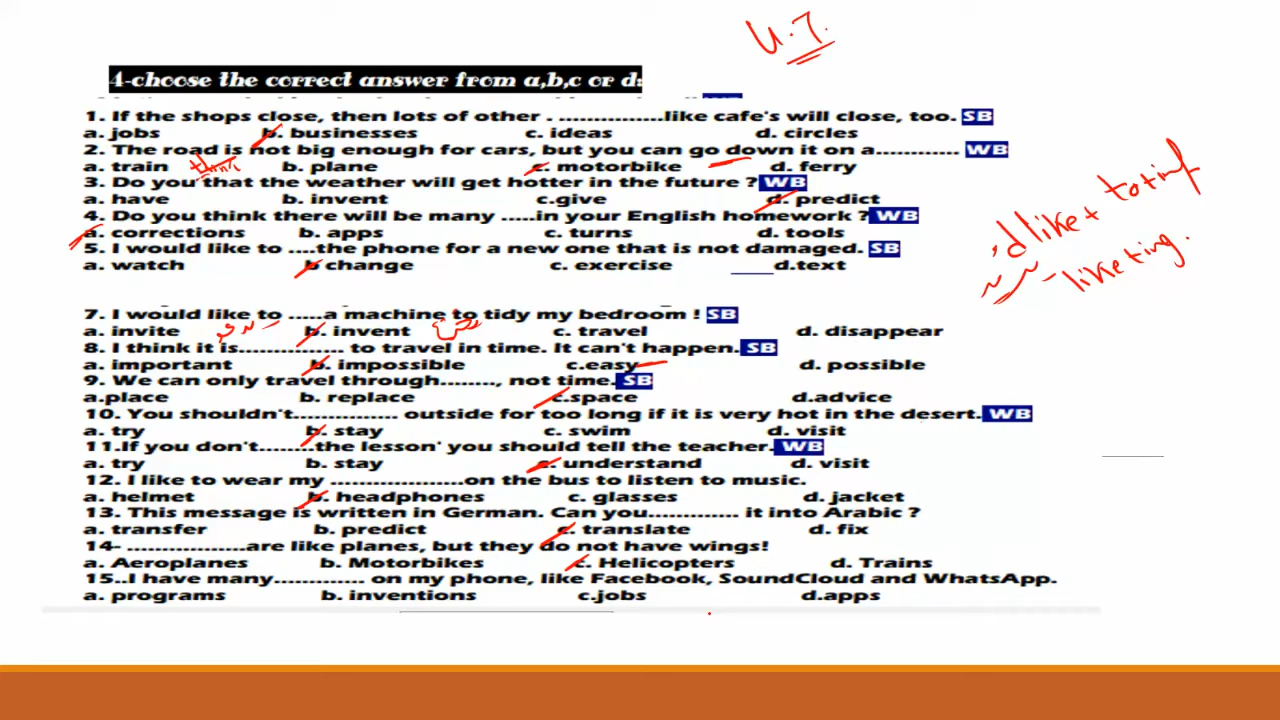 U.7.
4-choose the correct answer from a,b,c or d:
1. If the shops close, then lots of other . ...............like cafe's will close, too. SB
a. jobs b. businesses c. ideas d. circles
2. The road is not big enough for cars, but you can go down it on a............ WB
a. train think b. plane c. motorbike d. ferry
3. Do you that the weather will get hotter in the future ? WB
a. have b. invent c.give d. predict
4. Do you think there will be many .....in your English homework ? WB
a. corrections b. apps c. turns d. tools
5. I would like to ....the phone for a new one that is not damaged. SB
a. watch b change c. exercise d.text
'd like + to + inf
- like + ing.
7. I would like to .....a machine to tidy my bedroom ! SB
a. invite b. invent c. travel d. disappear
8. I think it is............... to travel in time. It can't happen. SB
a. important b. impossible c.easy d. possible
9. We can only travel through........, not time. SB
a.place b. replace c.space d.advice
10. You shouldn't.............. outside for too long if it is very hot in the desert. WB
a. try b. stay c. swim d. visit
11.If you don't........the lesson' you should tell the teacher. WB
a. try b. stay c. understand d. visit
12. I like to wear my ...................on the bus to listen to music.
a. helmet b. headphones c. glasses d. jacket
13. This message is written in German. Can you............. it into Arabic ?
a. transfer b. predict c. translate d. fix
14- .................are like planes, but they do not have wings!
a. Aeroplanes b. Motorbikes c. Helicopters d. Trains
15..I have many............. on my phone, like Facebook, SoundCloud and WhatsApp.
a. programs b. inventions c.jobs d.apps